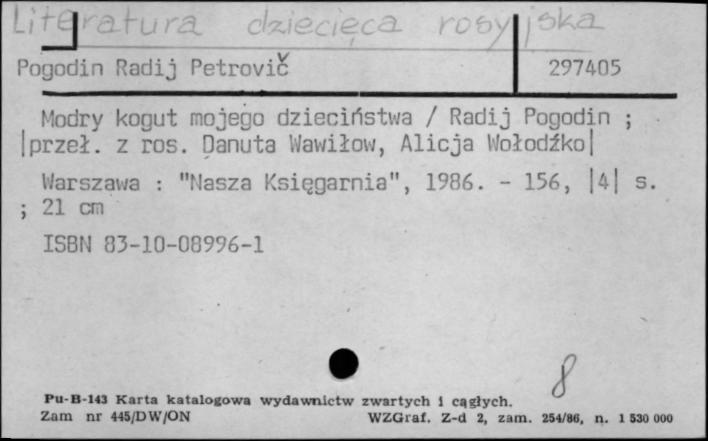 Literatura dziecięca rosyjska
Pogodin Radij Petrovič 297405
Modry kogut mojego dzieciństwa / Radij Pogodin ;
|przeł. z ros. Danuta Wawiłow, Alicja Wołodźko|
Warszawa : "Nasza Księgarnia", 1986. - 156, |4| s.
; 21 cm
ISBN 83-10-08996-1
8
Pu-B-143 Karta katalogowa wydawnictw zwartych i cągłych.
Zam nr 445/DW/ON WZGraf. Z-d 2, zam. 254/86, n. 1 530 000